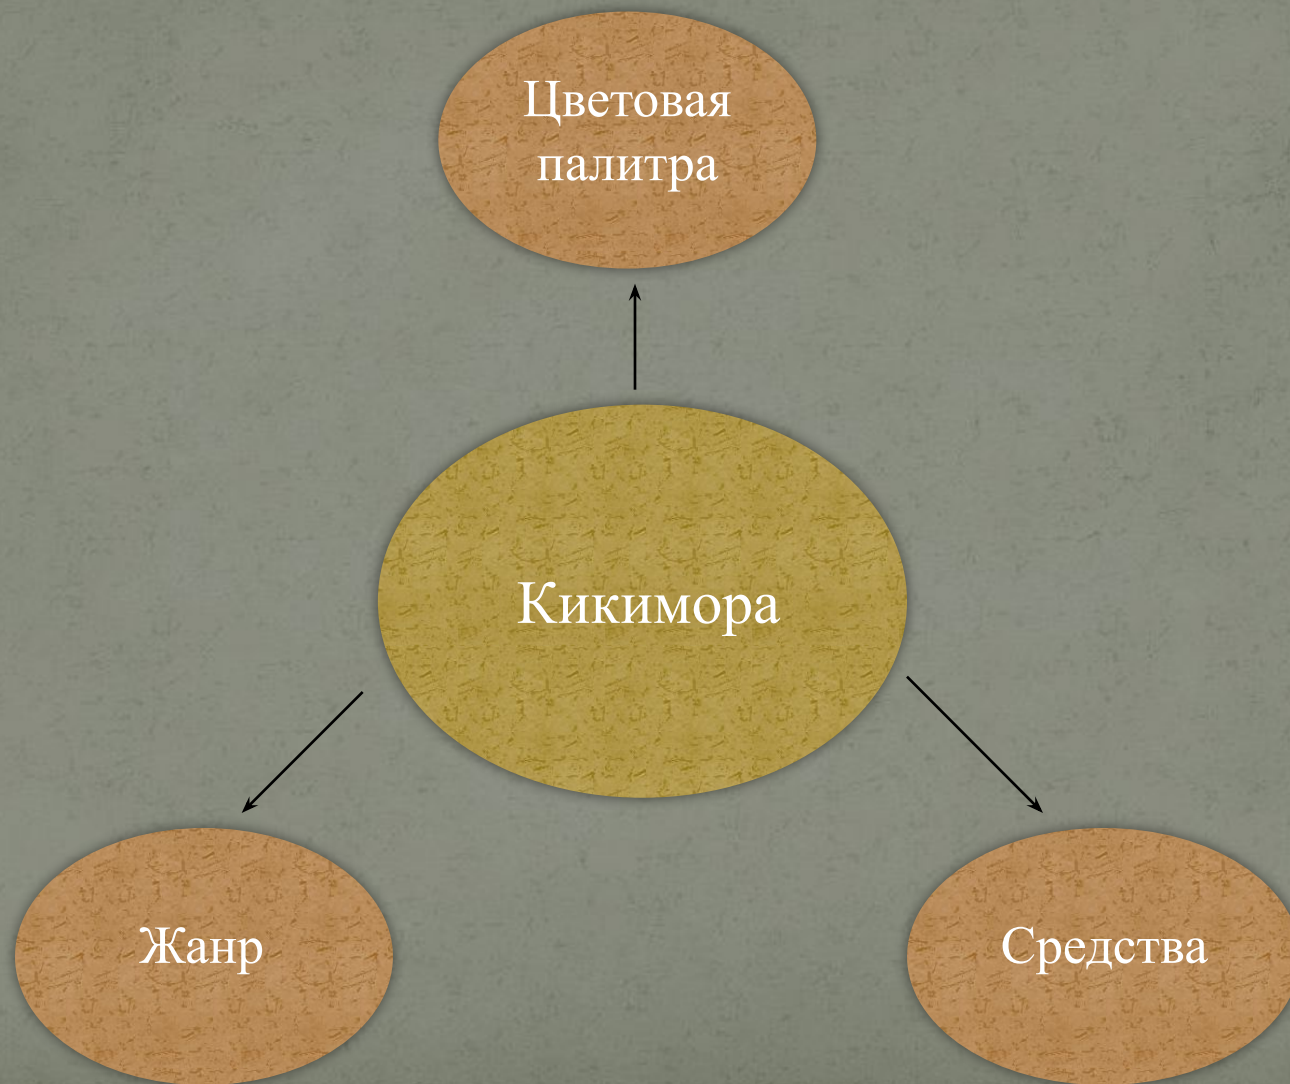 Цветовая
палитра
Кикимора
Жанр
Средства